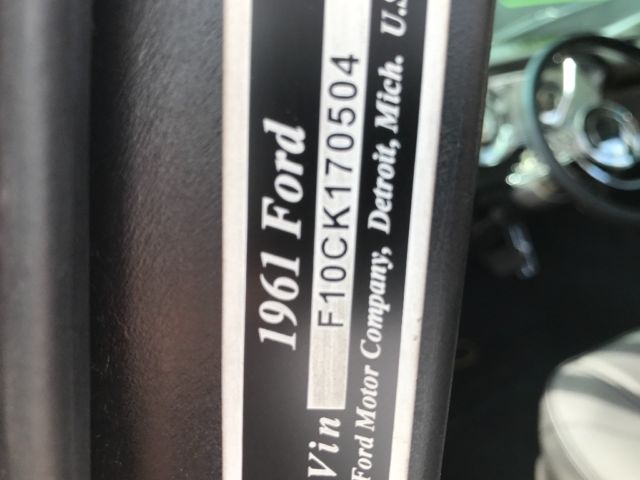 1961 Ford
Vin F10CK170504
Ford Motor Company, Detroit, Mich. U.S